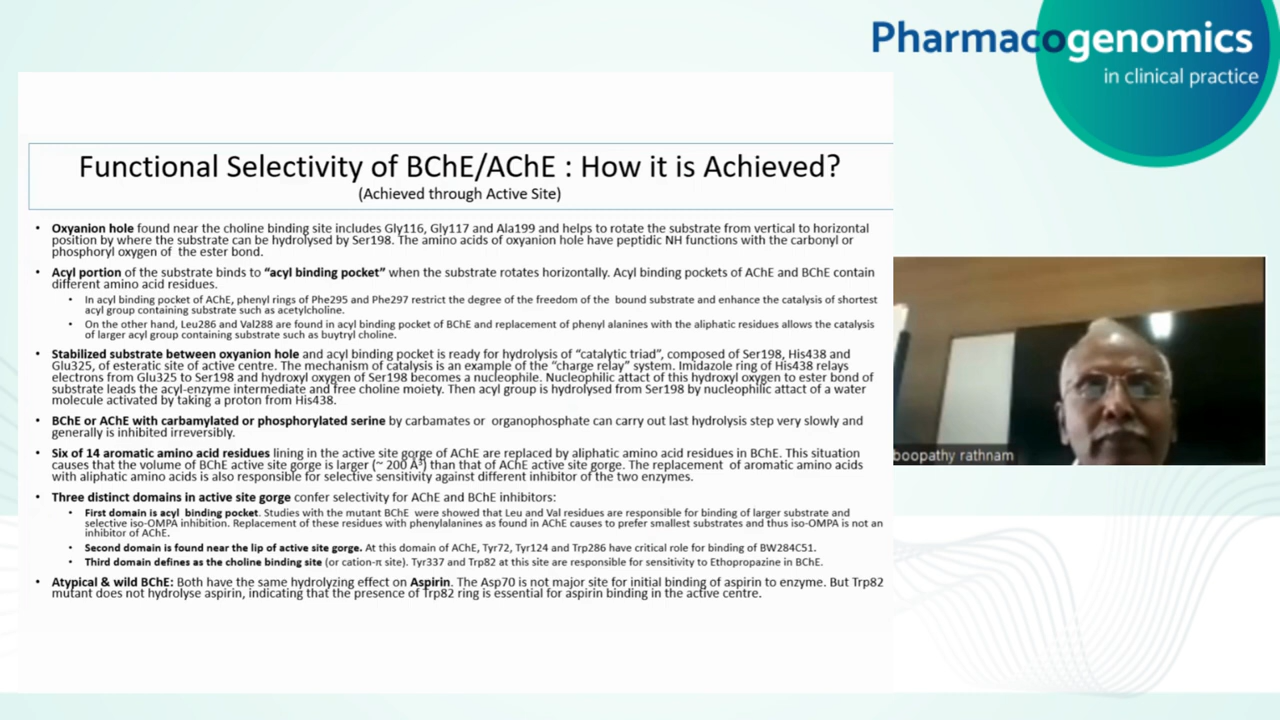 Pharmacogenomics
in clinical practice
Functional Selectivity of BChE/AChE : How it is Achieved?
(Achieved through Active Site)
• Oxyanion hole found near the choline binding site includes Gly116, Gly117 and Ala199 and helps to rotate the substrate from vertical to horizontal
position by where the substrate can be hydrolysed by Ser198. The amino acids of oxyanion hole have peptidic NH functions with the carbonyl or
phosphoryl oxygen of the ester bond.
• Acyl portion of the substrate binds to “acyl binding pocket” when the substrate rotates horizontally. Acyl binding pockets of AChE and BChE contain
different amino acid residues.
• In acyl binding pocket of AChE, phenyl rings of Phe295 and Phe297 restrict the degree of the freedom of the bound substrate and enhance the catalysis of shortest
acyl group containing substrate such as acetylcholine.
• On the other hand, Leu286 and Val288 are found in acyl binding pocket of BChE and replacement of phenyl alanines with the aliphatic residues allows the catalysis
of larger acyl group containing substrate such as buytryl choline.
• Stabilized substrate between oxyanion hole and acyl binding pocket is ready for hydrolysis of “catalytic triad”, composed of Ser198, His438 and
Glu325, of esteratic site of active centre. The mechanism of catalysis is an example of the “charge relay” system. Imidazole ring of His438 relays
electrons from Glu325 to Ser198 and hydroxyl oxygen of Ser198 becomes a nucleophile. Nucleophilic attact of this hydroxyl oxygen to ester bond of
substrate leads the acyl-enzyme intermediate and free choline moiety. Then acyl group is hydrolysed from Ser198 by nucleophilic attact of a water
molecule activated by taking a proton from His438.
• BChE or AChE with carbamylated or phosphorylated serine by carbamates or organophosphate can carry out last hydrolysis step very slowly and
generally is inhibited irreversibly.
• Six of 14 aromatic amino acid residues lining in the active site gorge of AChE are replaced by aliphatic amino acid residues in BChE. This situation
causes that the volume of BChE active site gorge is larger (~ 200 Å³) than that of AChE active site gorge. The replacement of aromatic amino acids
with aliphatic amino acids is also responsible for selective sensitivity against different inhibitor of the two enzymes.
• Three distinct domains in active site gorge confer selectivity for AChE and BChE inhibitors:
• First domain is acyl binding pocket. Studies with the mutant BChE were showed that Leu and Val residues are responsible for binding of larger substrate and
selective iso-OMPA inhibition. Replacement of these residues with phenylalanines as found in AChE causes to prefer smallest substrates and thus iso-OMPA is not an
inhibitor of AChE.
• Second domain is found near the lip of active site gorge. At this domain of AChE, Tyr72, Tyr124 and Trp286 have critical role for binding of BW284C51.
• Third domain defines as the choline binding site (or cation-π site). Tyr337 and Trp82 at this site are responsible for sensitivity to Ethopropazine in BChE.
• Atypical & wild BChE: Both have the same hydrolyzing effect on Aspirin. The Asp70 is not major site for initial binding of aspirin to enzyme. But Trp82
mutant does not hydrolyse aspirin, indicating that the presence of Trp82 ring is essential for aspirin binding in the active centre.
boopathy rathnam